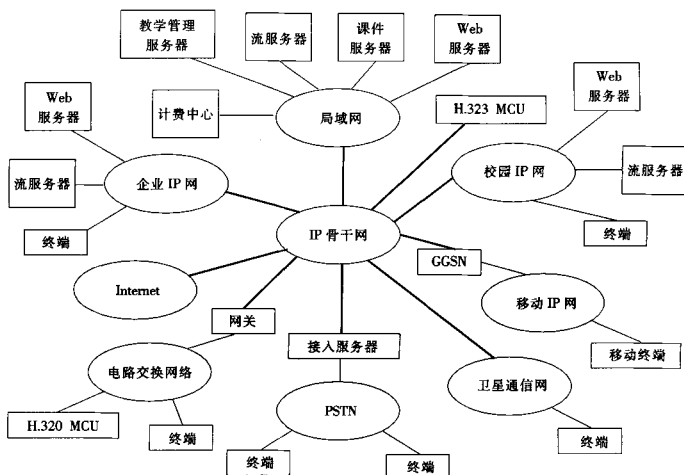 教学管理
服务器
流服务器
课件
服务器
Web
服务器
Web
服务器
计费中心
局域网
H.323 MCU
Web
服务器
流服务器
企业 IP 网
校园 IP 网
流服务器
终端
IP 骨干网
终端
GGSN
Internet
移动 IP 网
网关
接入服务器
移动终端
电路交换网络
卫星通信网
PSTN
H.320 MCU
终端
终端
终端
终端